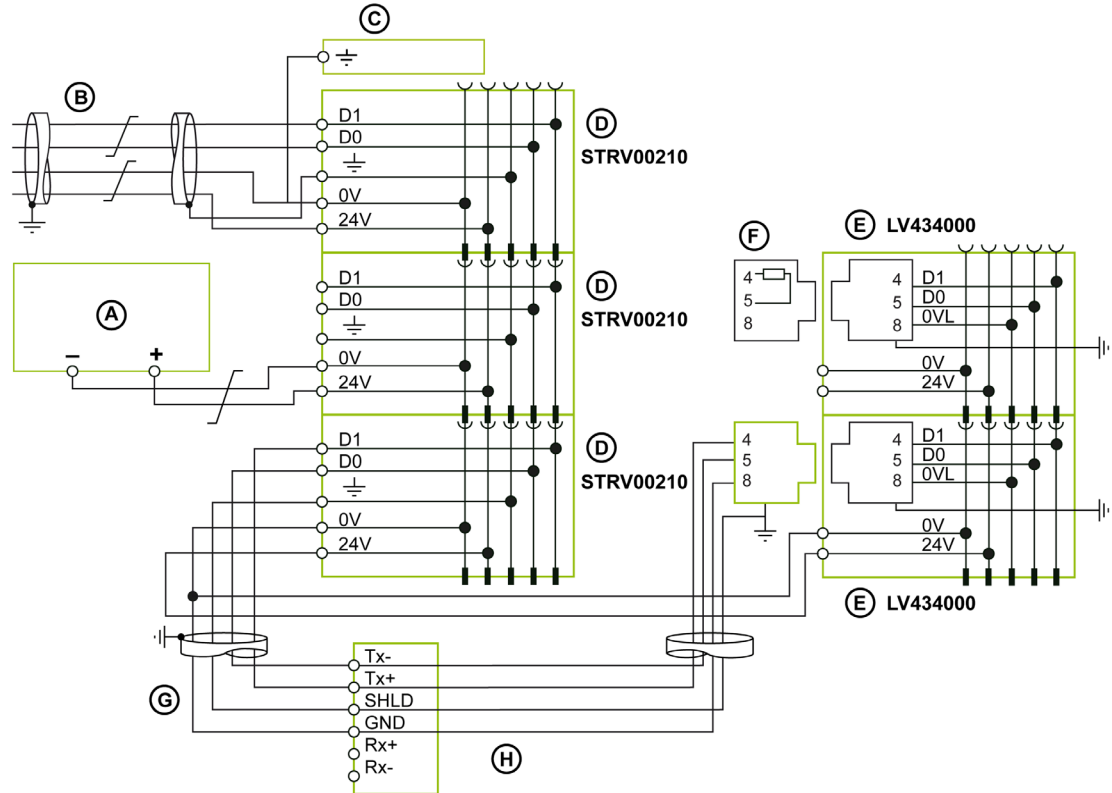 C
B
D1
D0
0V
24V
D
STRV00210
A
−
+
D1
D0
0V
24V
D
STRV00210
D1
D0
0V
24V
D
STRV00210
F
4
5
8
E LV434000
4 D1
5 D0
8 0VL
0V
24V
4
5
8
4 D1
5 D0
8 0VL
0V
24V
E LV434000
G
Tx-
Tx+
SHLD
GND
Rx+
Rx-
H